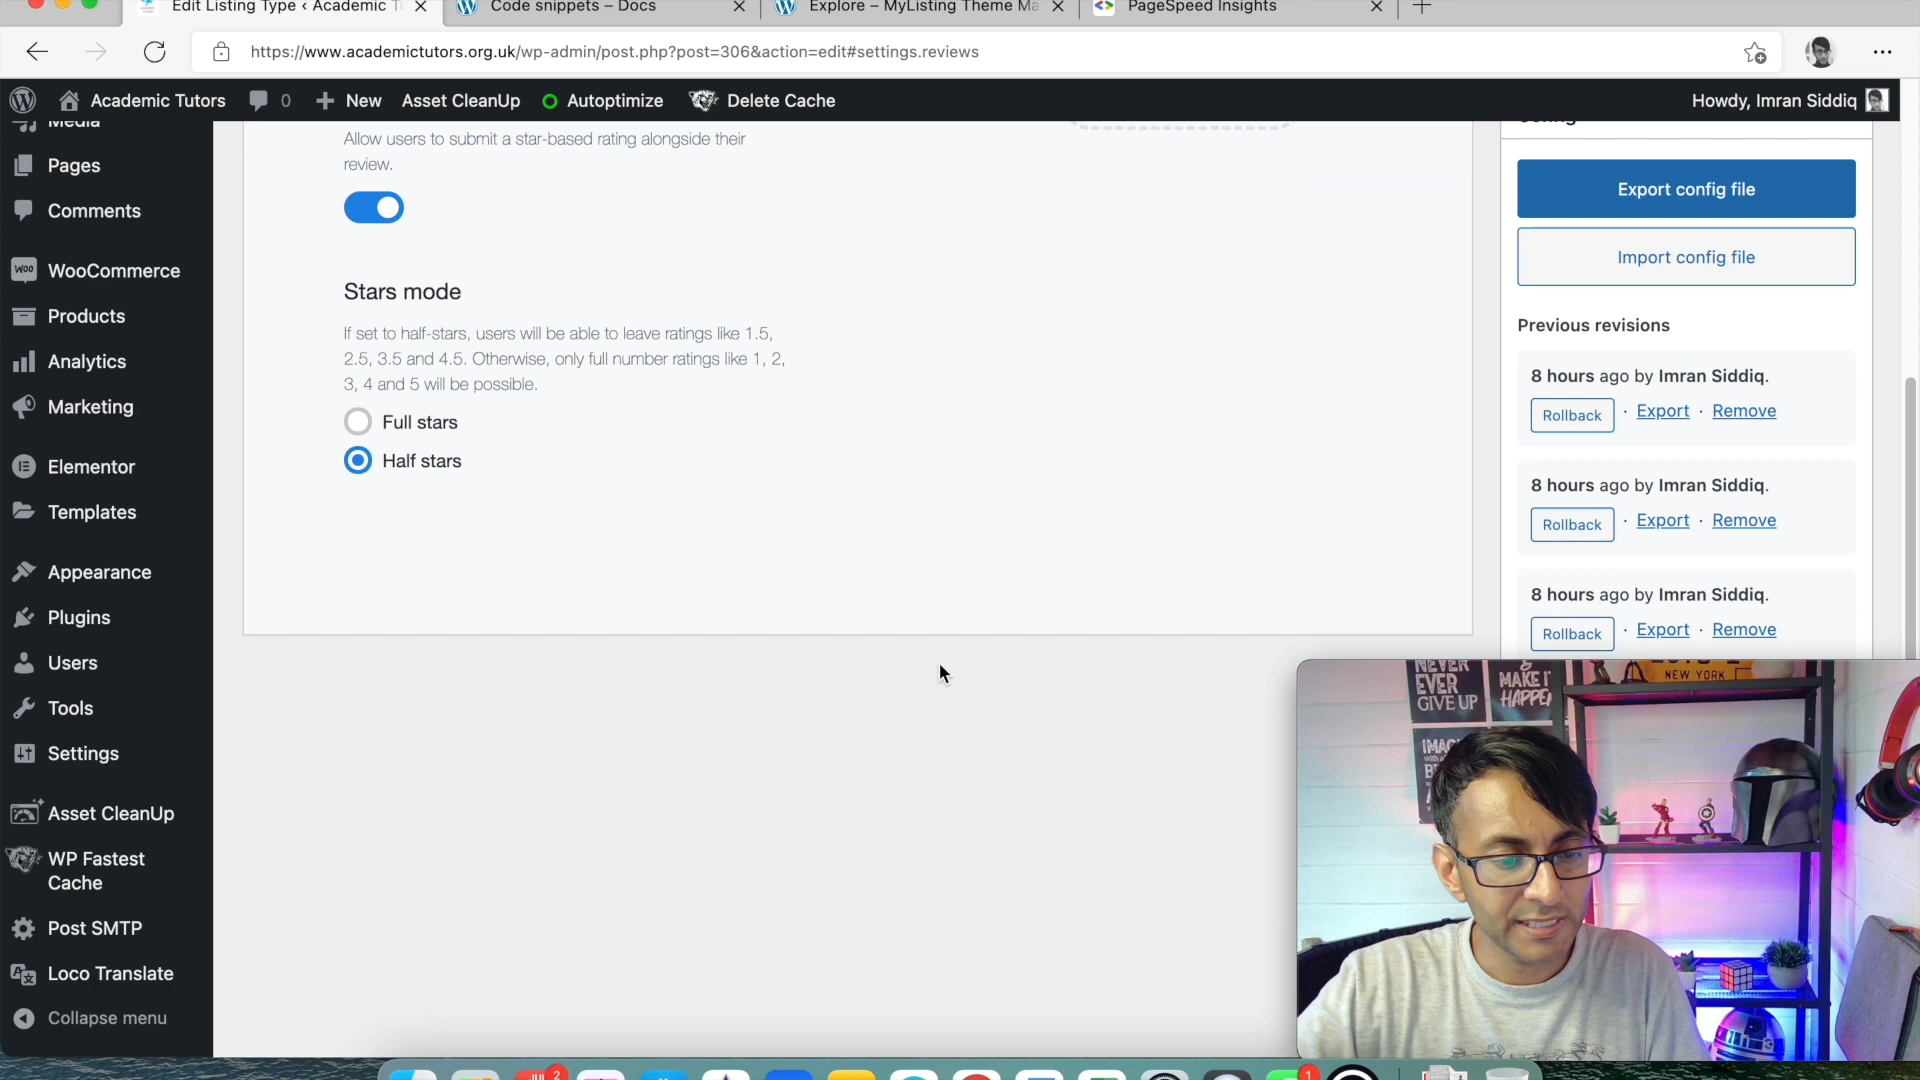 Edit Listing Type ‹ Academic T
Code snippets – Docs
Explore – MyListing Theme Ma
PageSpeed Insights
https://www.academictutors.org.uk/wp-admin/post.php?post=306&action=edit#settings.reviews
Academic Tutors
0
New
Asset CleanUp
Autoptimize
Delete Cache
Howdy, Imran Siddiq
Media
Pages
Comments
WooCommerce
Products
Analytics
Marketing
Elementor
Templates
Appearance
Plugins
Users
Tools
Settings
Asset CleanUp
WP Fastest
Cache
Post SMTP
Loco Translate
Collapse menu
Allow users to submit a star-based rating alongside their
review.
Stars mode
If set to half-stars, users will be able to leave ratings like 1.5,
2.5, 3.5 and 4.5. Otherwise, only full number ratings like 1, 2,
3, 4 and 5 will be possible.
Full stars
Half stars
Export config file
Import config file
Previous revisions
8 hours ago by Imran Siddiq.
Rollback · Export · Remove
8 hours ago by Imran Siddiq.
Rollback · Export · Remove
8 hours ago by Imran Siddiq.
Rollback · Export · Remove
NEVER
EVER
GIVE UP
&
MAKE IT
HAPPEN
NEW YORK
2
1